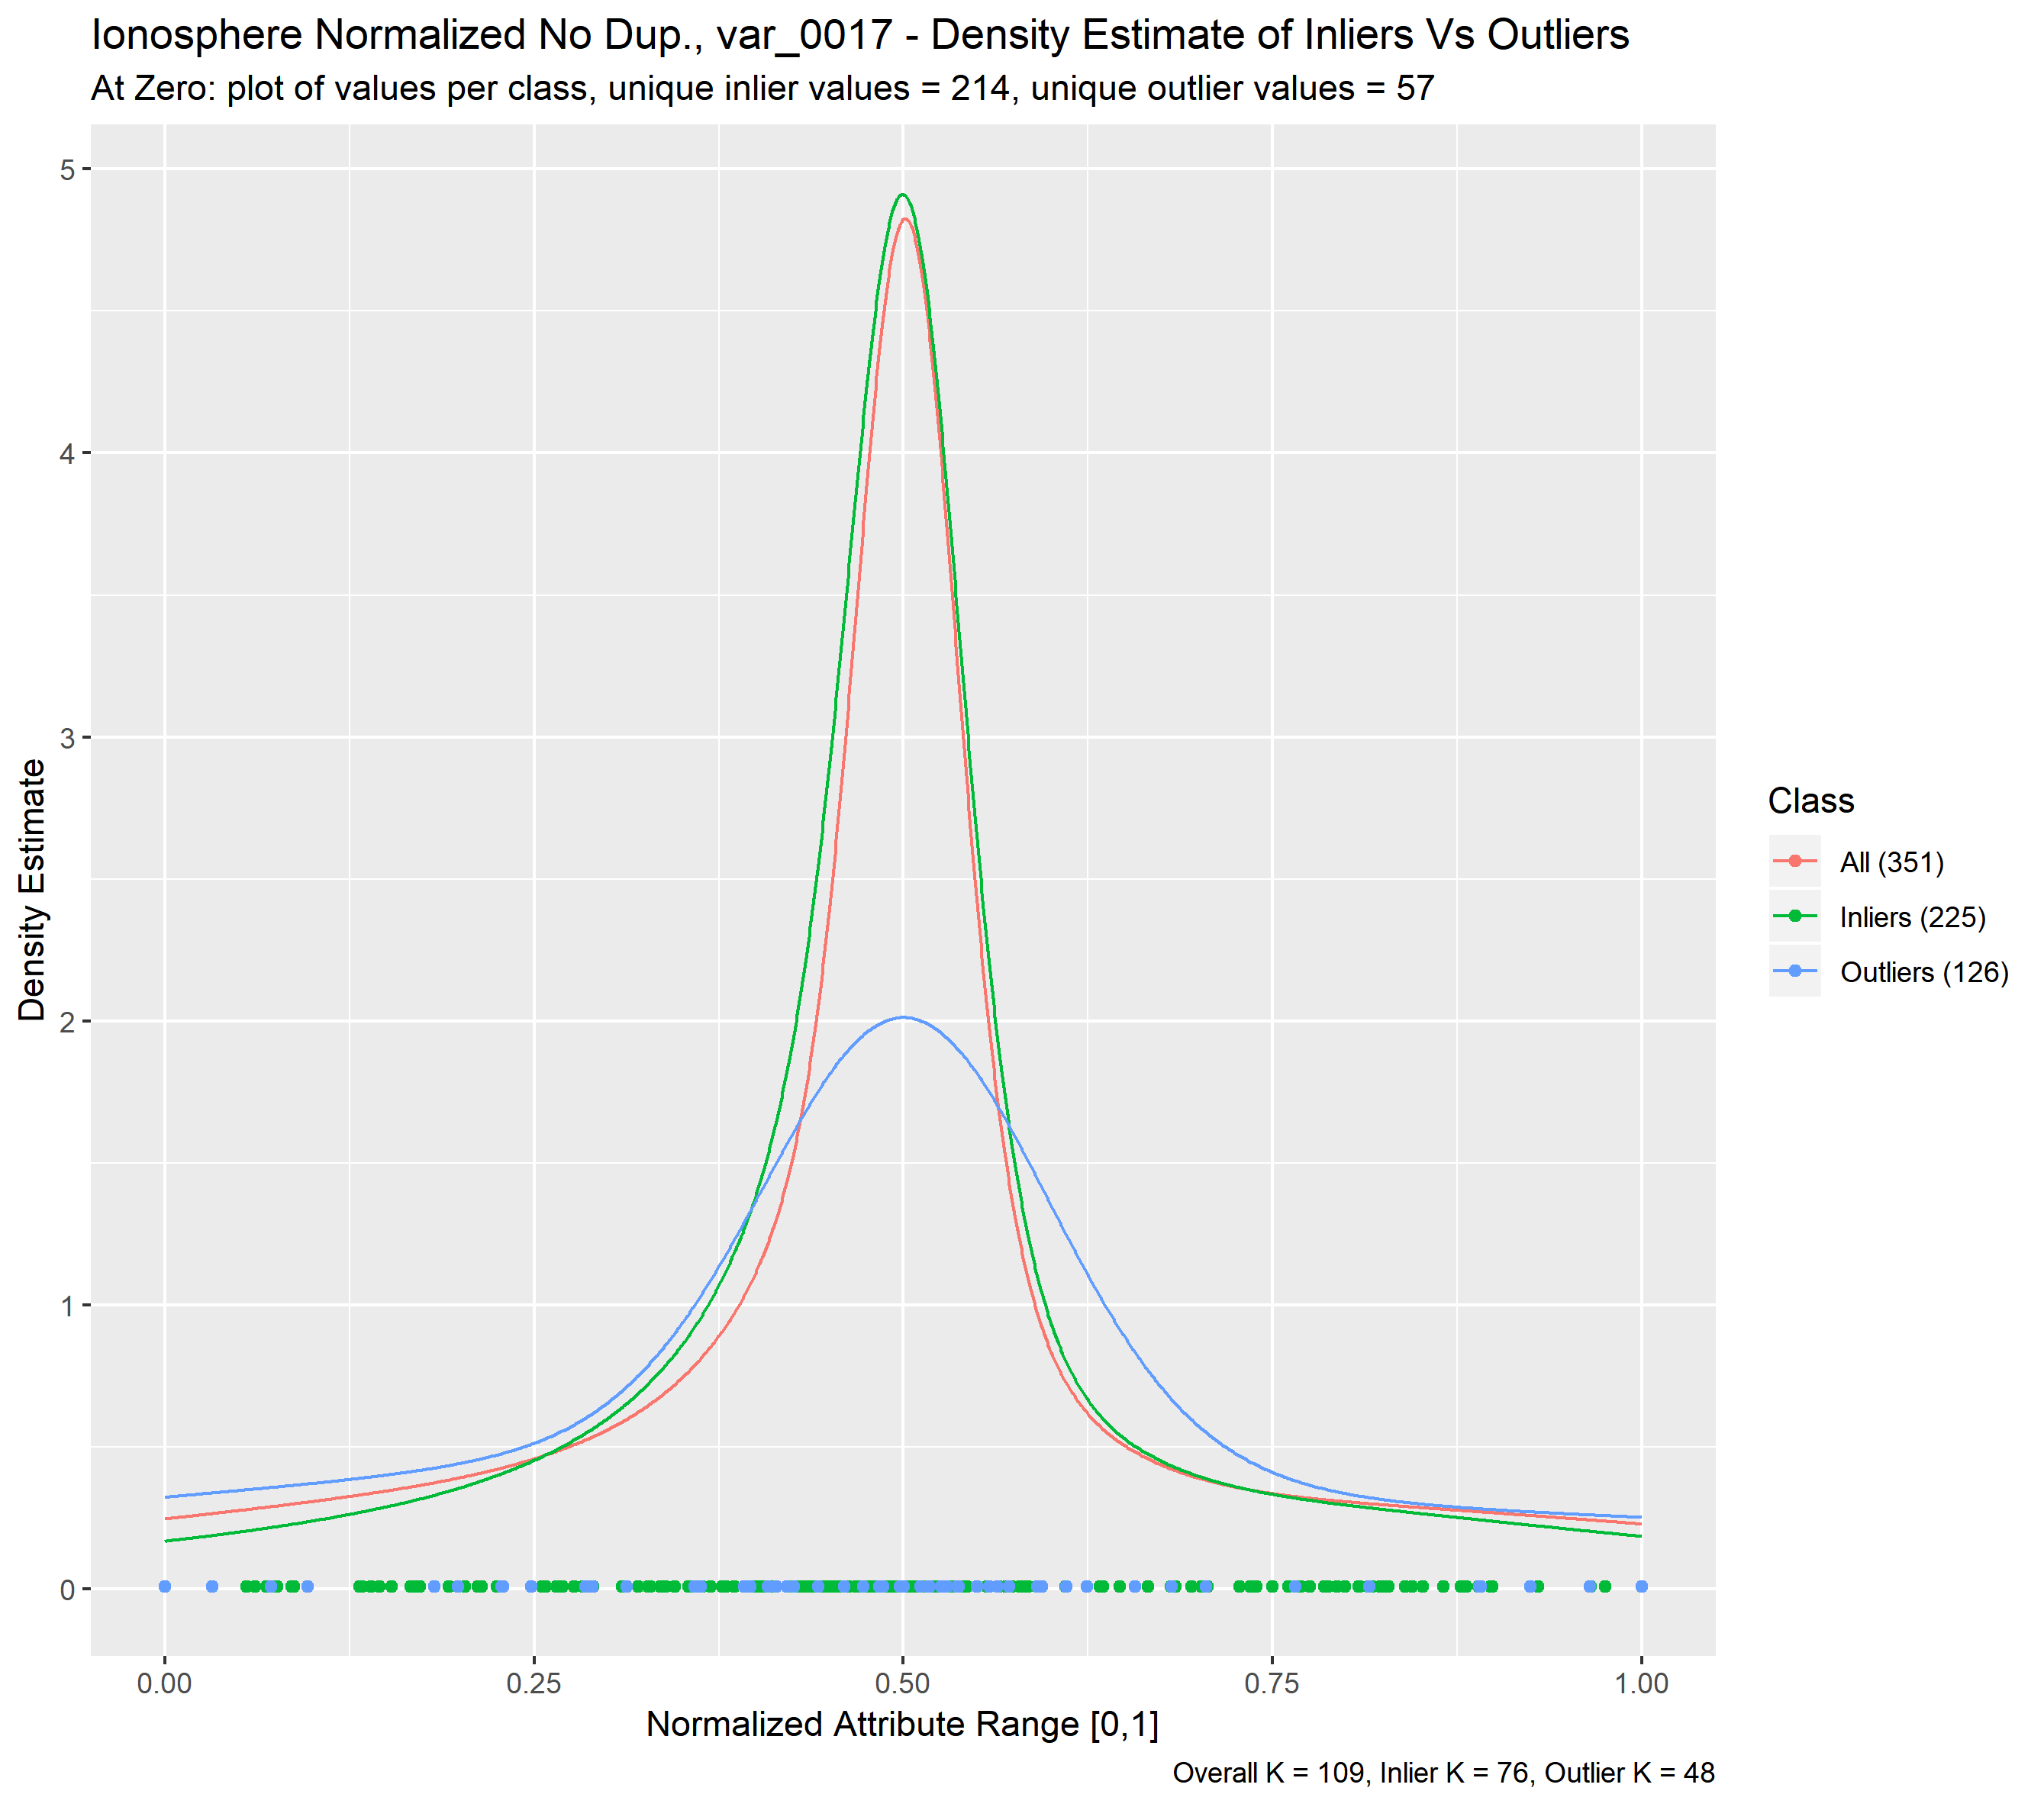 Ionosphere Normalized No Dup., var_0017 - Density Estimate of Inliers Vs Outliers
At Zero: plot of values per class, unique inlier values = 214, unique outlier values = 57
5
4
3
2
1
0
Density Estimate
0.00 0.25 0.50 0.75 1.00
Normalized Attribute Range [0,1]
Class
All (351)
Inliers (225)
Outliers (126)
Overall K = 109, Inlier K = 76, Outlier K = 48